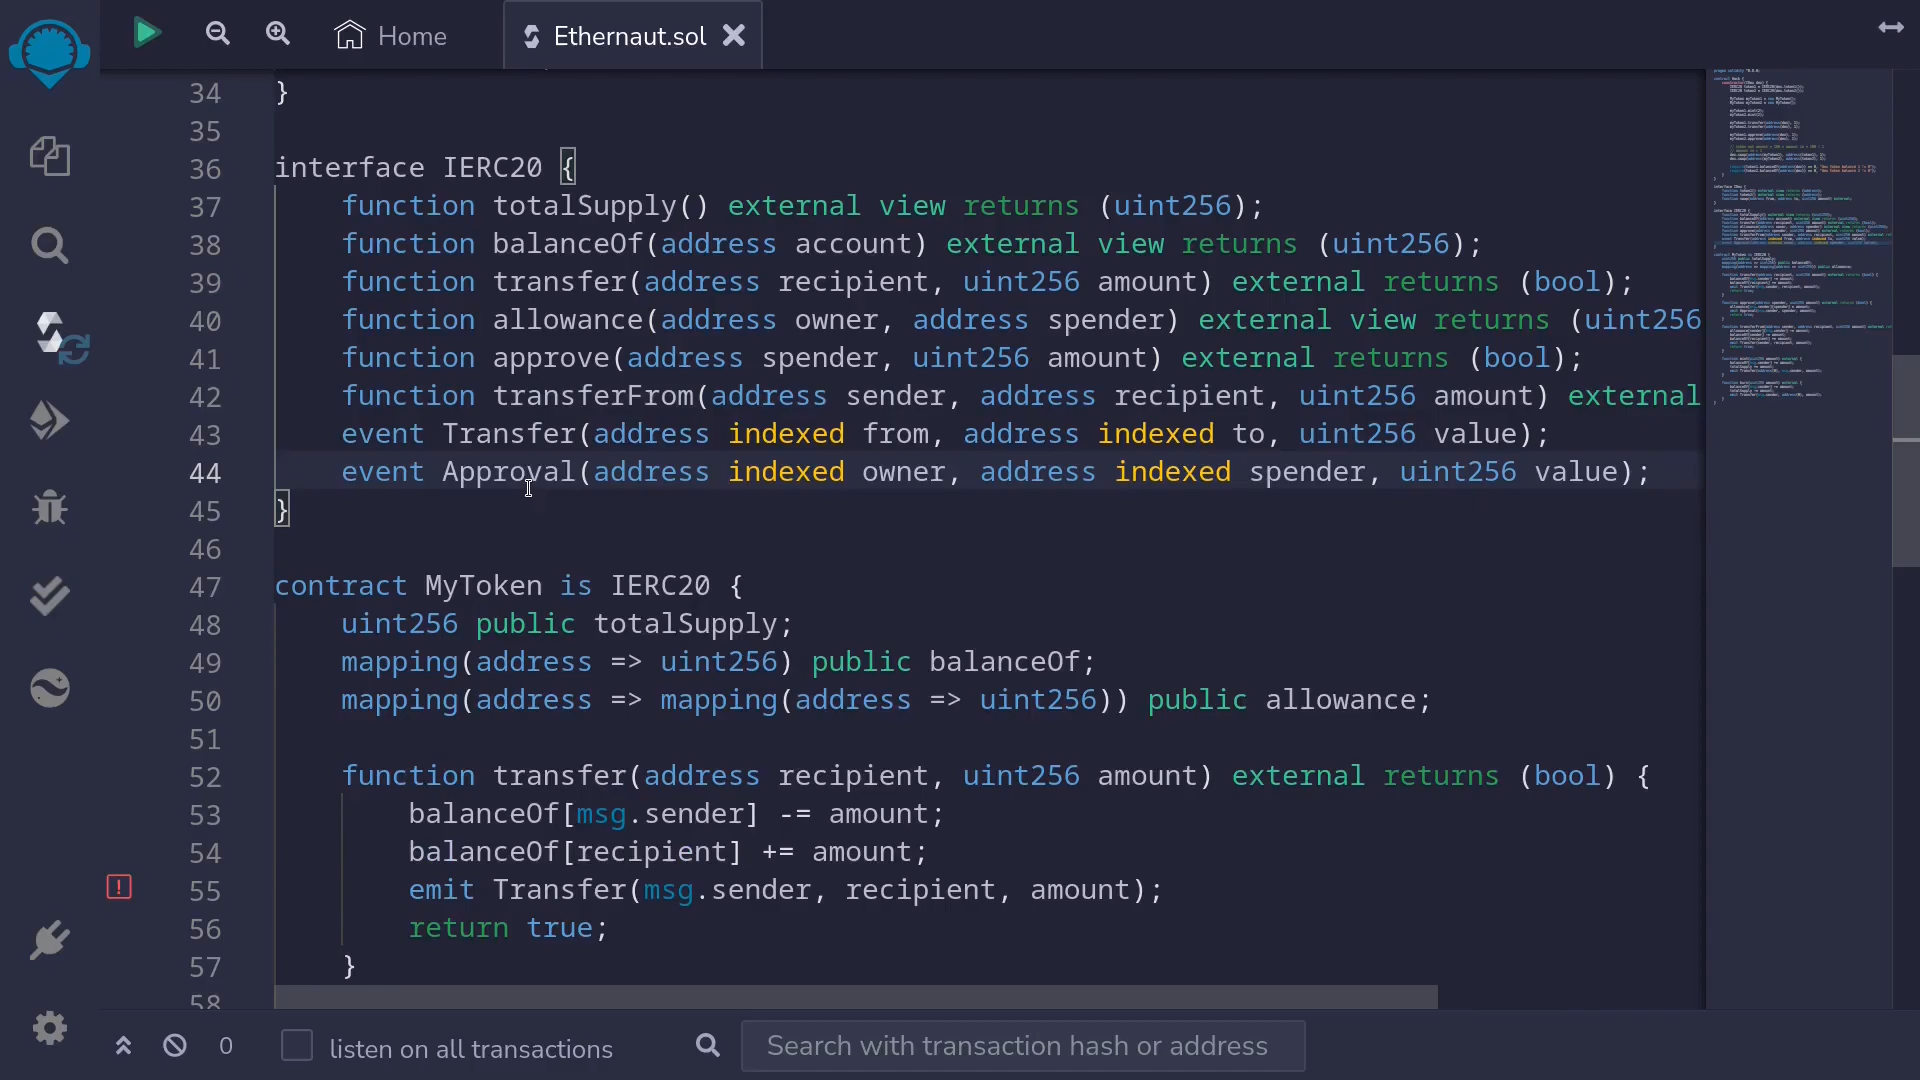 Home
Ethernaut.sol
34 }
35
36 interface IERC20 {
37 function totalSupply() external view returns (uint256);
38 function balanceOf(address account) external view returns (uint256);
39 function transfer(address recipient, uint256 amount) external returns (bool);
40 function allowance(address owner, address spender) external view returns (uint256
41 function approve(address spender, uint256 amount) external returns (bool);
42 function transferFrom(address sender, address recipient, uint256 amount) external
43 event Transfer(address indexed from, address indexed to, uint256 value);
44 event Approval(address indexed owner, address indexed spender, uint256 value);
45 }
46
47 contract MyToken is IERC20 {
48 uint256 public totalSupply;
49 mapping(address => uint256) public balanceOf;
50 mapping(address => mapping(address => uint256)) public allowance;
51
52 function transfer(address recipient, uint256 amount) external returns (bool) {
53 balanceOf[msg.sender] -= amount;
54 balanceOf[recipient] += amount;
55 emit Transfer(msg.sender, recipient, amount);
56 return true;
57 }
58
0
listen on all transactions
Search with transaction hash or address